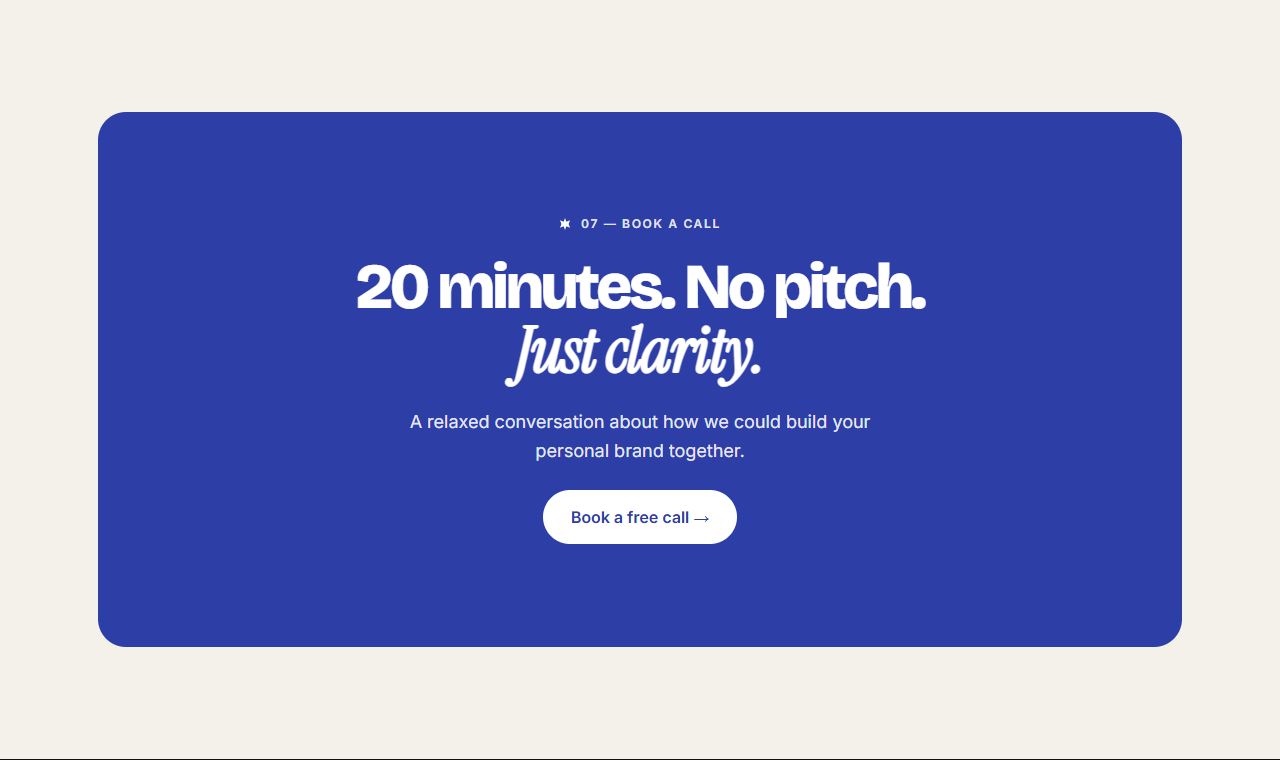 07 — BOOK A CALL
20 minutes. No pitch.
Just clarity.
A relaxed conversation about how we could build your
personal brand together.
Book a free call →